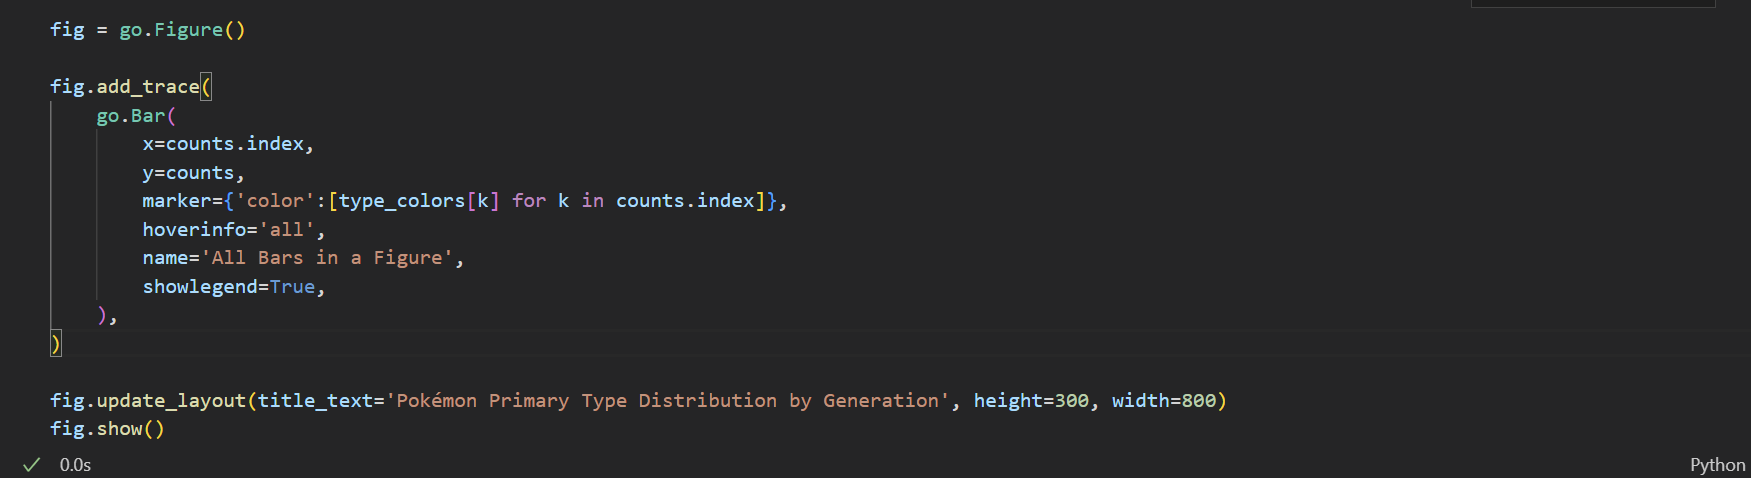 fig = go.Figure()
fig.add_trace(
go.Bar(
x=counts.index,
y=counts,
marker={'color':[type_colors[k] for k in counts.index]},
hoverinfo='all',
name='All Bars in a Figure',
showlegend=True,
),
)
fig.update_layout(title_text='Pokémon Primary Type Distribution by Generation', height=300, width=800)
fig.show()
0.0s
Python